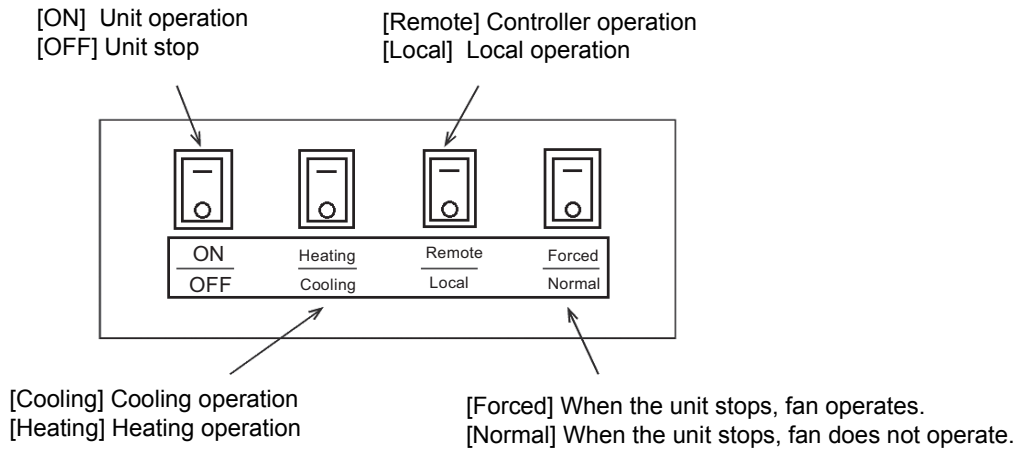 [ON] Unit operation
[OFF] Unit stop
[Remote] Controller operation
[Local] Local operation
ON Heating Remote Forced
OFF Cooling Local Normal
[Cooling] Cooling operation
[Heating] Heating operation
[Forced] When the unit stops, fan operates.
[Normal] When the unit stops, fan does not operate.